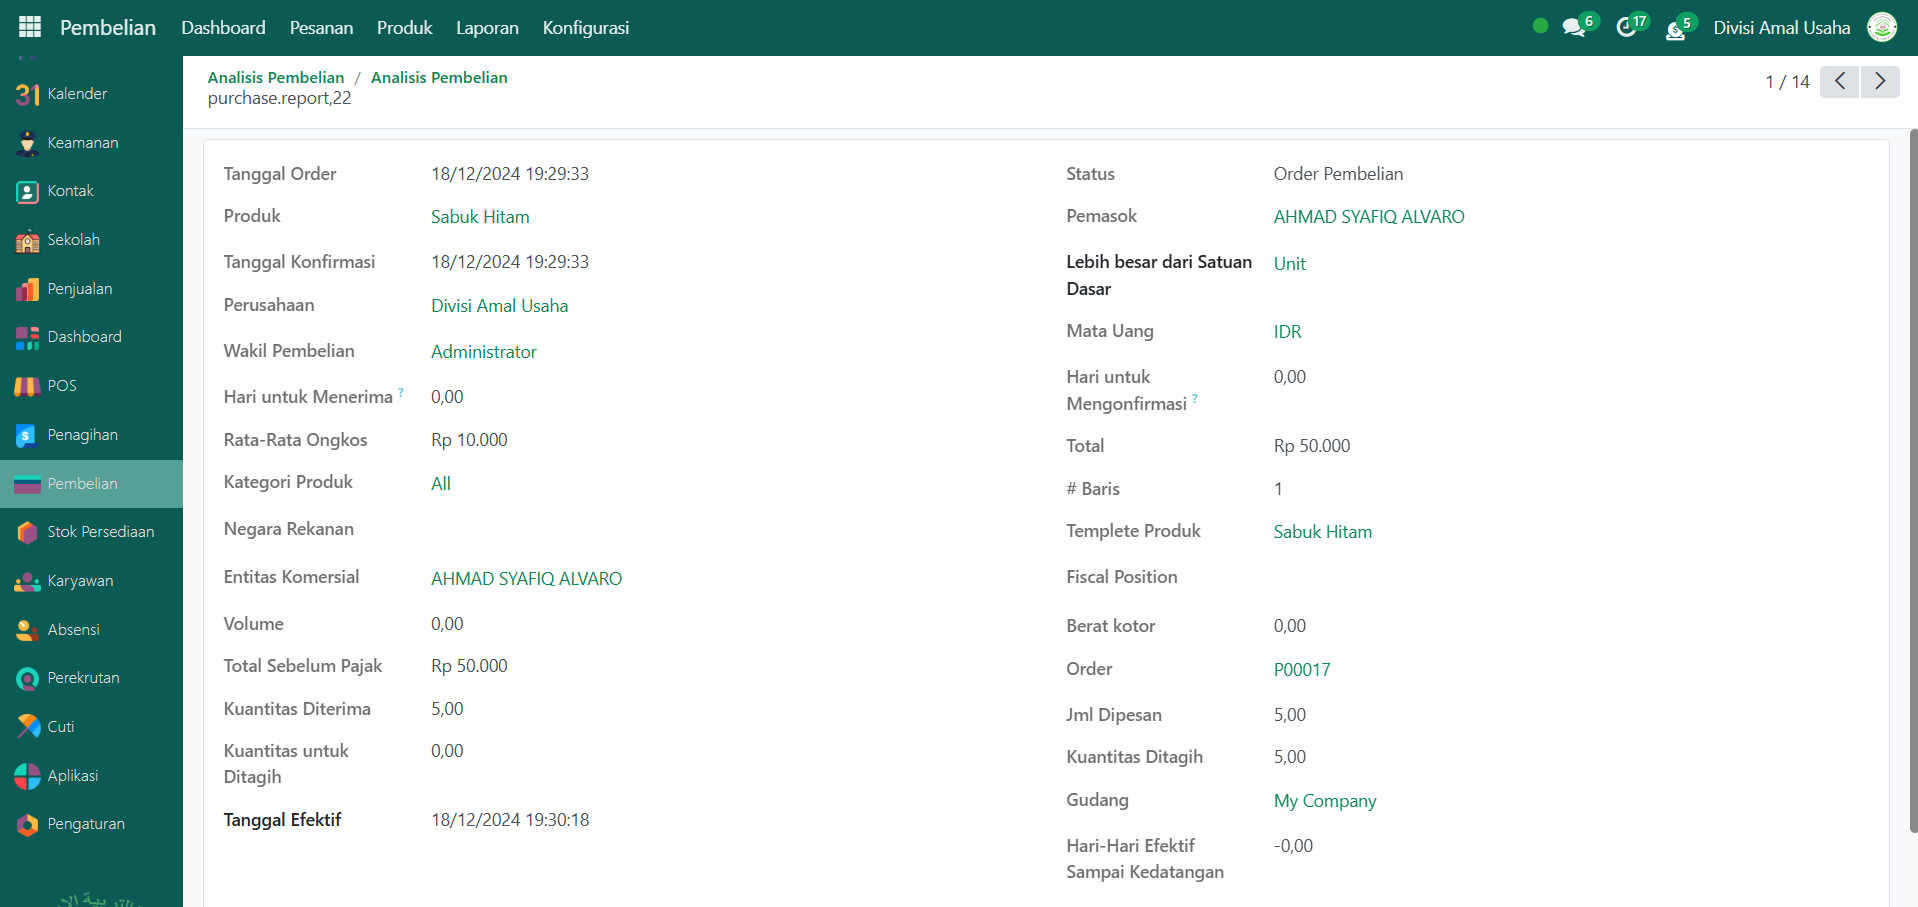 Pembelian
Dashboard
Pesanan
Produk
Laporan
Konfigurasi
6
17
5
Divisi Amal Usaha
31 Kalender
Keamanan
Kontak
Sekolah
Penjualan
Dashboard
POS
Penagihan
Pembelian
Stok Persediaan
Karyawan
Absensi
Perekrutan
Cuti
Aplikasi
Pengaturan
Analisis Pembelian / Analisis Pembelian
purchase.report,22
1 / 14
Tanggal Order 18/12/2024 19:29:33
Produk Sabuk Hitam
Tanggal Konfirmasi 18/12/2024 19:29:33
Perusahaan Divisi Amal Usaha
Wakil Pembelian Administrator
Hari untuk Menerima ? 0,00
Rata-Rata Ongkos Rp 10.000
Kategori Produk All
Negara Rekanan
Entitas Komersial AHMAD SYAFIQ ALVARO
Volume 0,00
Total Sebelum Pajak Rp 50.000
Kuantitas Diterima 5,00
Kuantitas untuk 0,00
Ditagih
Tanggal Efektif 18/12/2024 19:30:18
Status Order Pembelian
Pemasok AHMAD SYAFIQ ALVARO
Lebih besar dari Satuan Unit
Dasar
Mata Uang IDR
Hari untuk 0,00
Mengonfirmasi ?
Total Rp 50.000
# Baris 1
Templete Produk Sabuk Hitam
Fiscal Position
Berat kotor 0,00
Order P00017
Jml Dipesan 5,00
Kuantitas Ditagih 5,00
Gudang My Company
Hari-Hari Efektif -0,00
Sampai Kedatangan